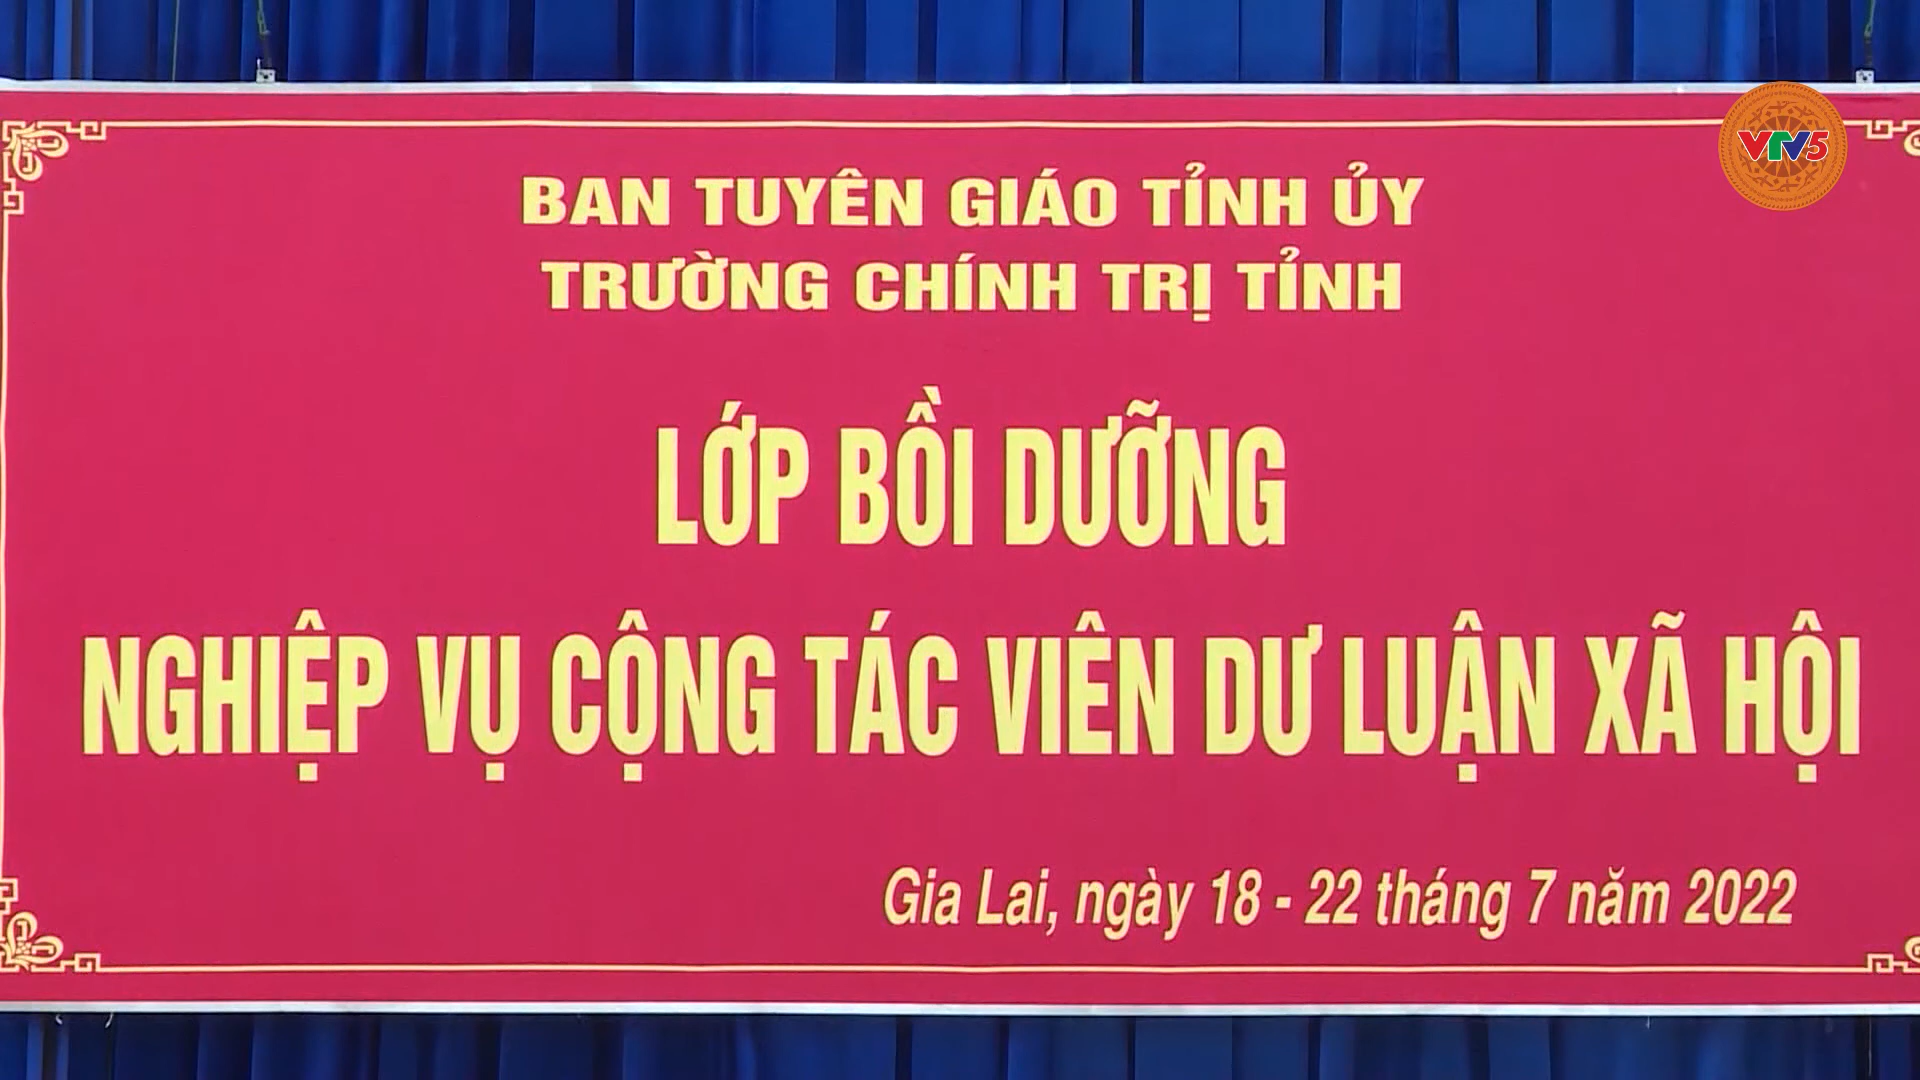 VTV5
BAN TUYÊN GIÁO TỈNH ỦY
TRƯỜNG CHÍNH TRỊ TỈNH
LỚP BỒI DƯỠNG
NGHIỆP VỤ CỘNG TÁC VIÊN DƯ LUẬN XÃ HỘI
Gia Lai, ngày 18 - 22 tháng 7 năm 2022